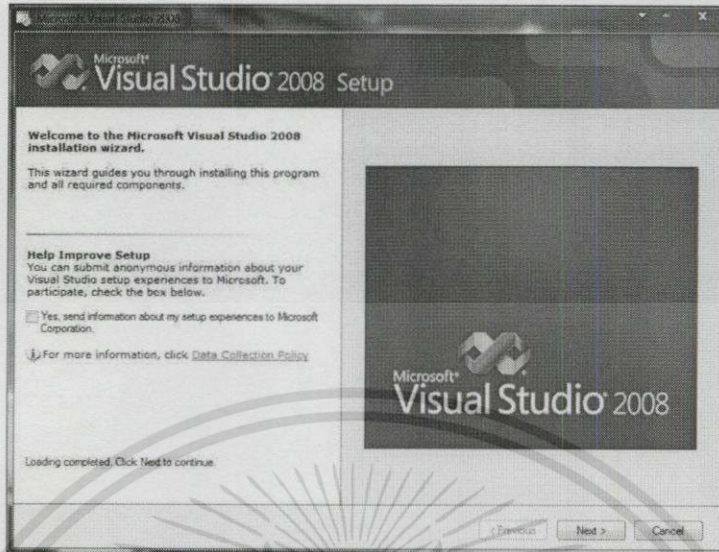 Microsoft Visual Studio 2008
Microsoft®
Visual Studio® 2008 Setup
Welcome to the Microsoft Visual Studio 2008
installation wizard.
This wizard guides you through installing this program
and all required components.
Help Improve Setup
You can submit anonymous information about your
Visual Studio setup experiences to Microsoft. To
participate, check the box below.
Yes, send information about my setup experiences to Microsoft
Corporation.
For more information, click Data Collection Policy
Loading completed. Click Next to continue.
Microsoft®
Visual Studio® 2008
< Previous
Next >
Cancel